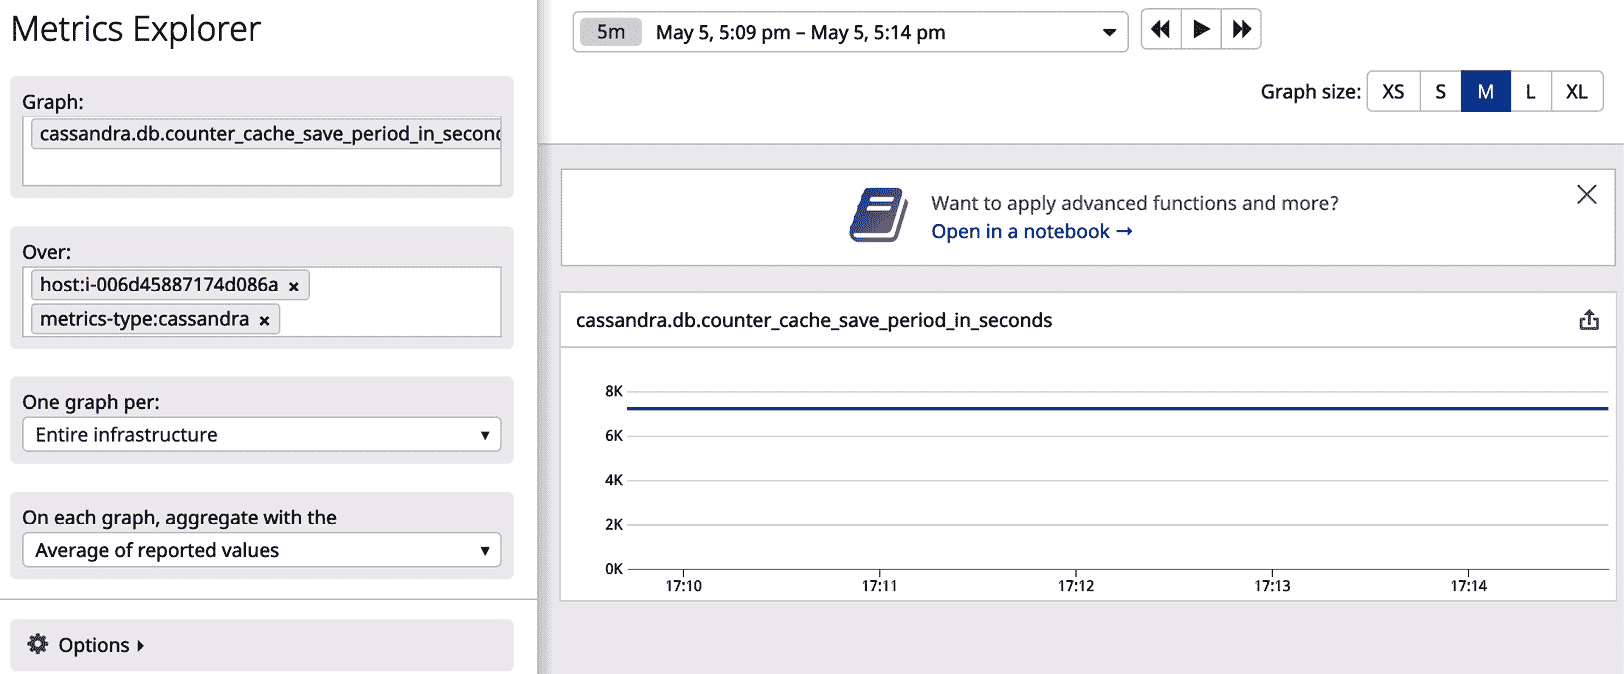 Metrics Explorer
Graph:
cassandra.db.counter_cache_save_period_in_secon
Over:
host:i-006d45887174d086a ×
metrics-type:cassandra ×
One graph per:
Entire infrastructure
On each graph, aggregate with the
Average of reported values
Options
5m May 5, 5:09 pm – May 5, 5:14 pm
Graph size: XS S M L XL
Want to apply advanced functions and more?
Open in a notebook →
cassandra.db.counter_cache_save_period_in_seconds
8K
6K
4K
2K
0K
17:10 17:11 17:12 17:13 17:14